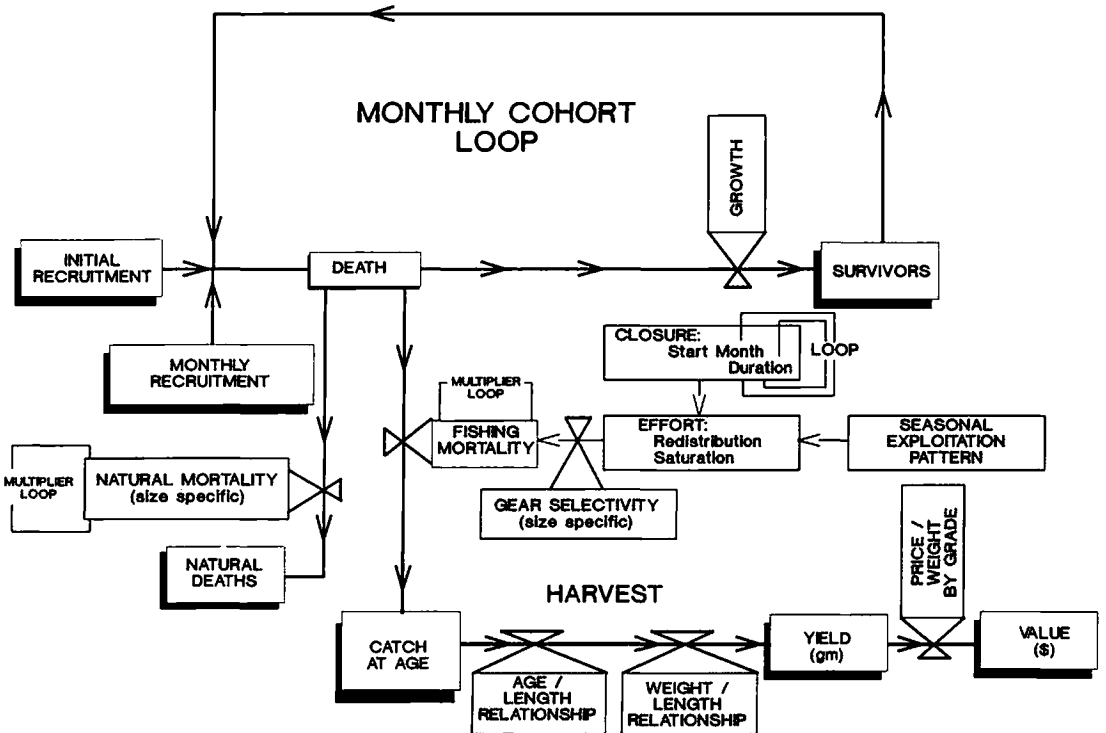 MONTHLY COHORT
LOOP
GROWTH
INITIAL
RECRUITMENT
DEATH
SURVIVORS
MONTHLY
RECRUITMENT
CLOSURE:
Start Month
Duration
LOOP
MULTIPLIER
LOOP
FISHING
MORTALITY
EFFORT:
Redistribution
Saturation
SEASONAL
EXPLOITATION
PATTERN
MULTIPLIER
LOOP
NATURAL MORTALITY
(size specific)
GEAR SELECTIVITY
(size specific)
NATURAL
DEATHS
HARVEST
PRICE /
WEIGHT
BY GRADE
CATCH
AT AGE
YIELD
(gm)
VALUE
($)
AGE /
LENGTH
RELATIONSHIP
WEIGHT /
LENGTH
RELATIONSHIP